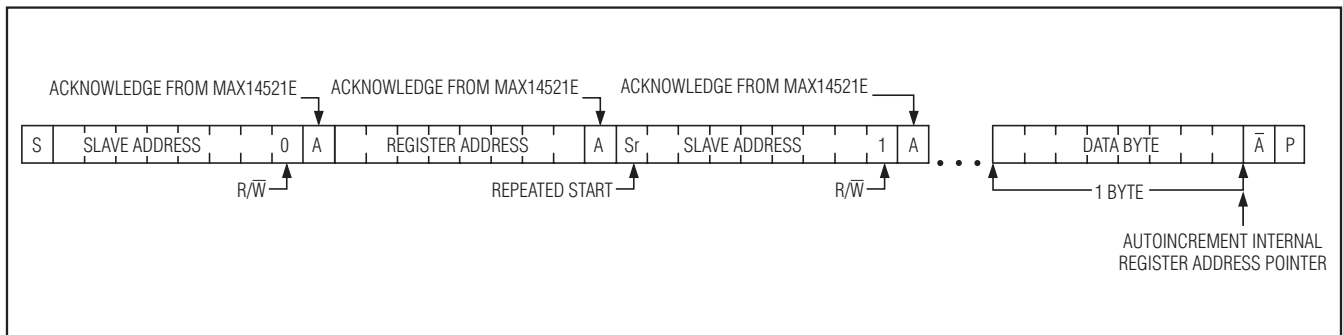 ACKNOWLEDGE FROM MAX14521E ACKNOWLEDGE FROM MAX14521E ACKNOWLEDGE FROM MAX14521E
S SLAVE ADDRESS 0 A REGISTER ADDRESS A Sr SLAVE ADDRESS 1 A ••• DATA BYTE A̅ P
R/W̅ REPEATED START R/W̅ 1 BYTE
AUTOINCREMENT INTERNAL
REGISTER ADDRESS POINTER